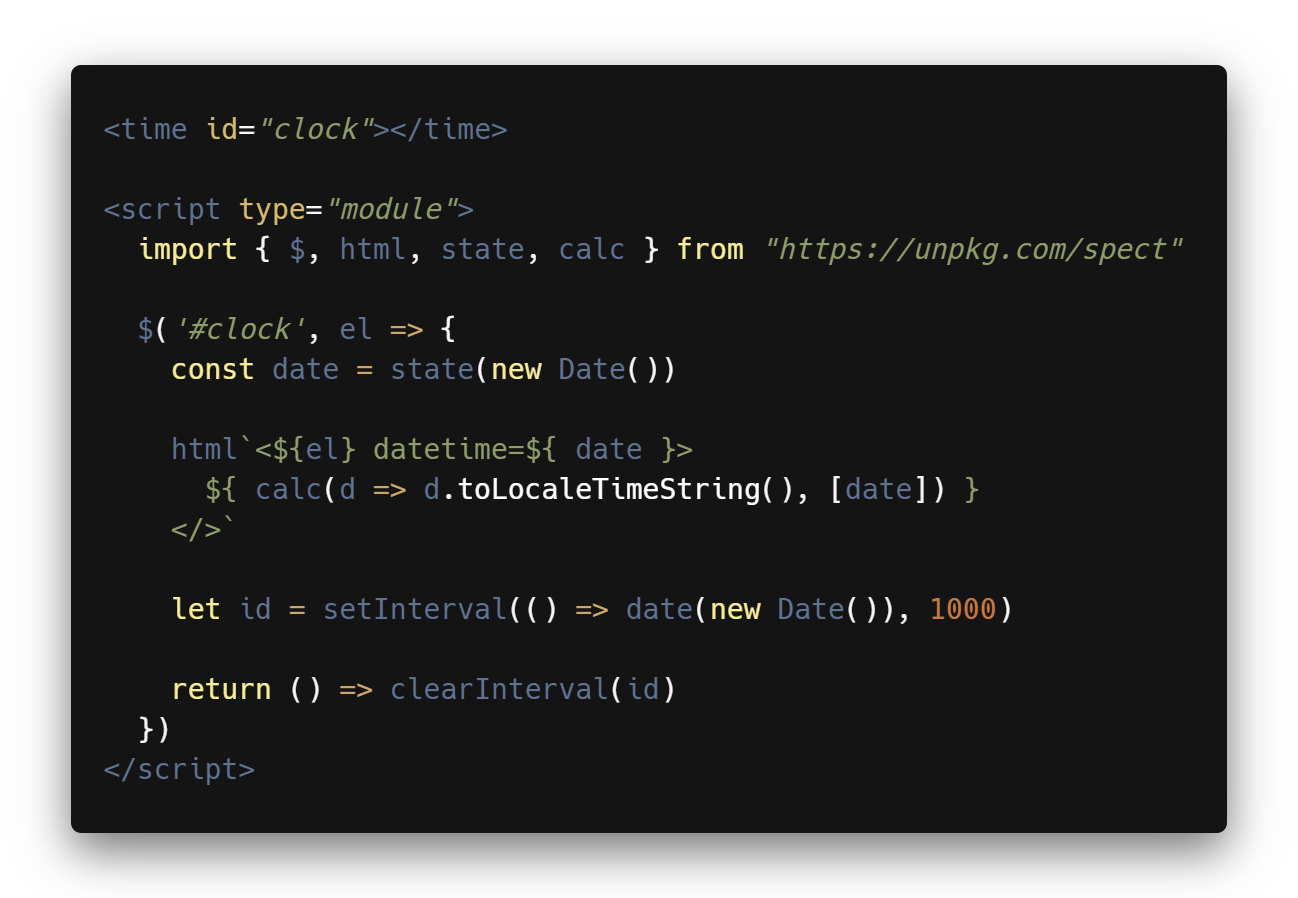 <time id="clock"></time>
<script type="module">
import { $, html, state, calc } from "https://unpkg.com/spect"
$('#clock', el => {
const date = state(new Date())
html`<${el} datetime=${ date }>
${ calc(d => d.toLocaleTimeString(), [date]) }
</>`
let id = setInterval(() => date(new Date()), 1000)
return () => clearInterval(id)
})
</script>